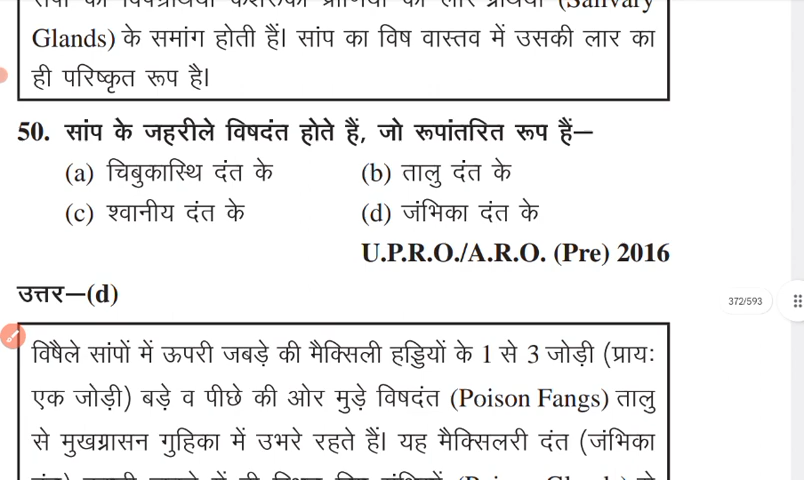 Glands) के समांग होती हैं। सांप का विष वास्तव में उसकी लार का
ही परिष्कृत रूप है।
50. सांप के जहरीले विषदंत होते हैं, जो रूपांतरित रूप हैं–
(a) चिबुकास्थि दंत के (b) तालु दंत के
(c) श्वानीय दंत के (d) जंभिका दंत के
U.P.R.O./A.R.O. (Pre) 2016
उत्तर–(d)
372/593
विषैले सांपों में ऊपरी जबड़े की मैक्सिली हड्डियों के 1 से 3 जोड़ी (प्रायः
एक जोड़ी) बड़े व पीछे की ओर मुड़े विषदंत (Poison Fangs) तालु
से मुखग्रासन गुहिका में उभरे रहते हैं। यह मैक्सिलरी दंत (जंभिका